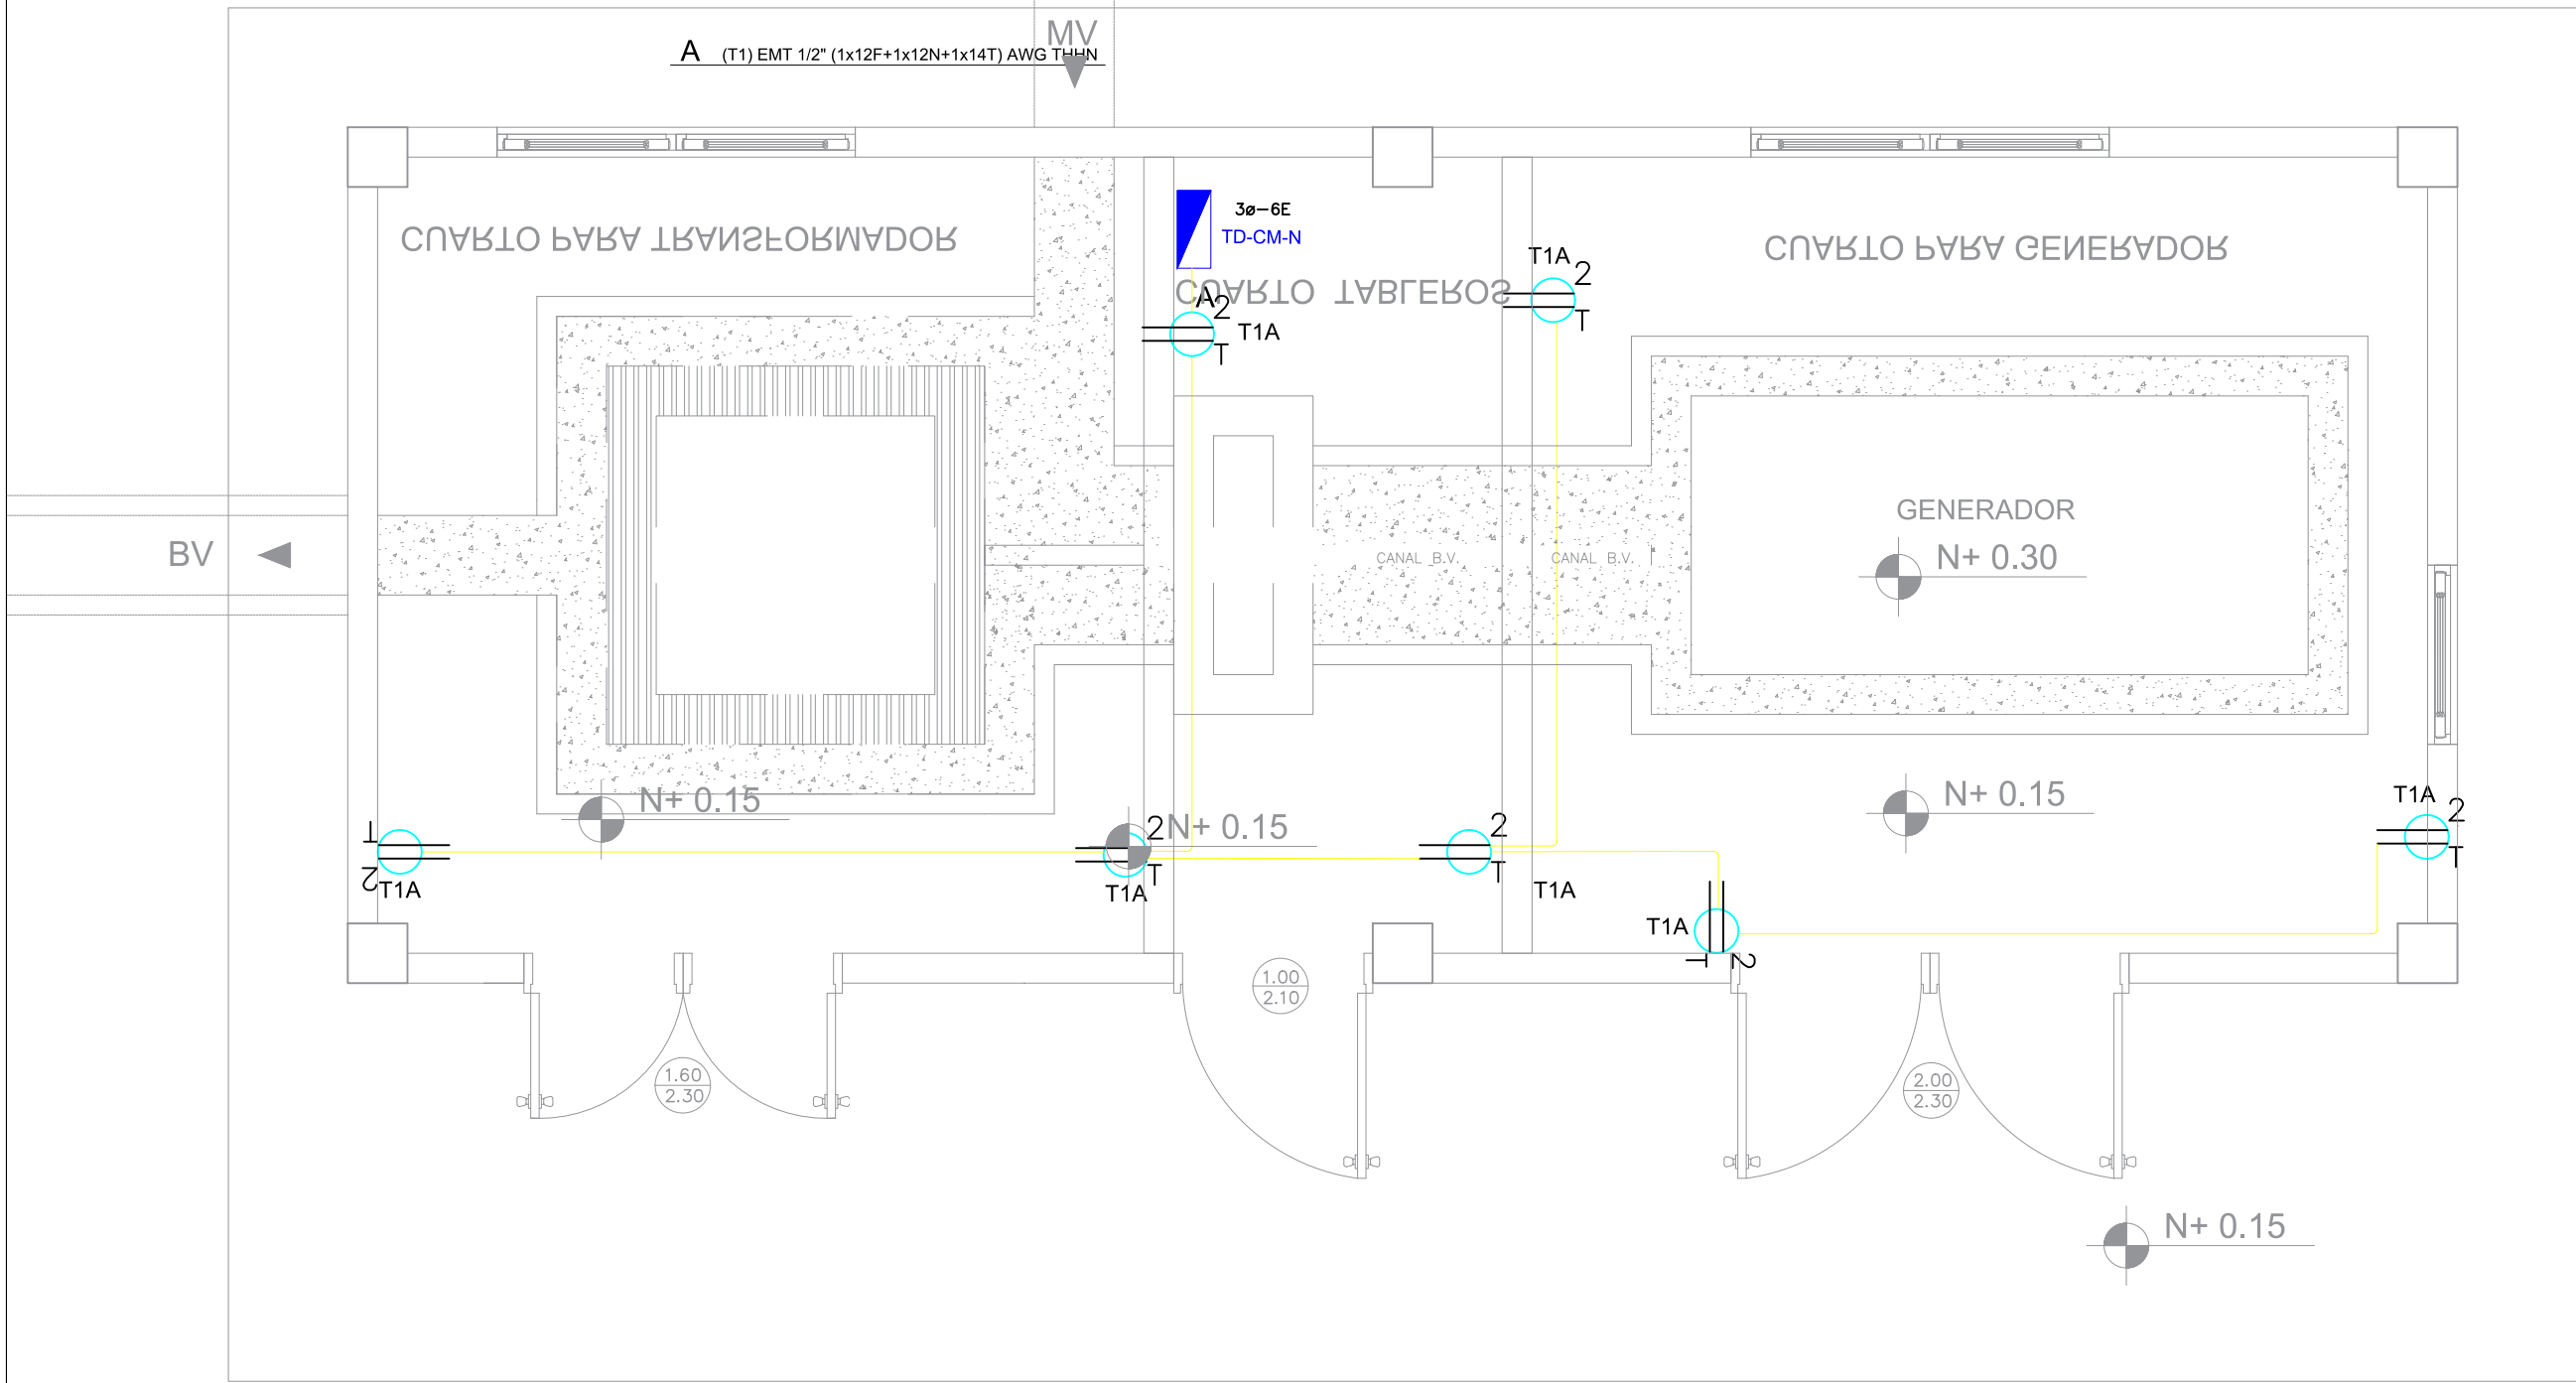 MV
A (T1) EMT 1/2" (1x12F+1x12N+1x14T) AWG THHN
3ø-6E
TD-CM-N
CUARTO PARA TRANSFORMADOR
CUARTO PARA GENERADOR
T1A
2
T
CUARTO TABLEROS
A
2
T1A
T
GENERADOR
N+ 0.30
BV
CANAL B.V.
CANAL B.V.
N+ 0.15
N+ 0.15
N+ 0.15
T1A
2
T
T
2
T1A
2
T
T1A
2
T
T1A
T1A
T
2
1.00
2.10
1.60
2.30
2.00
2.30
N+ 0.15